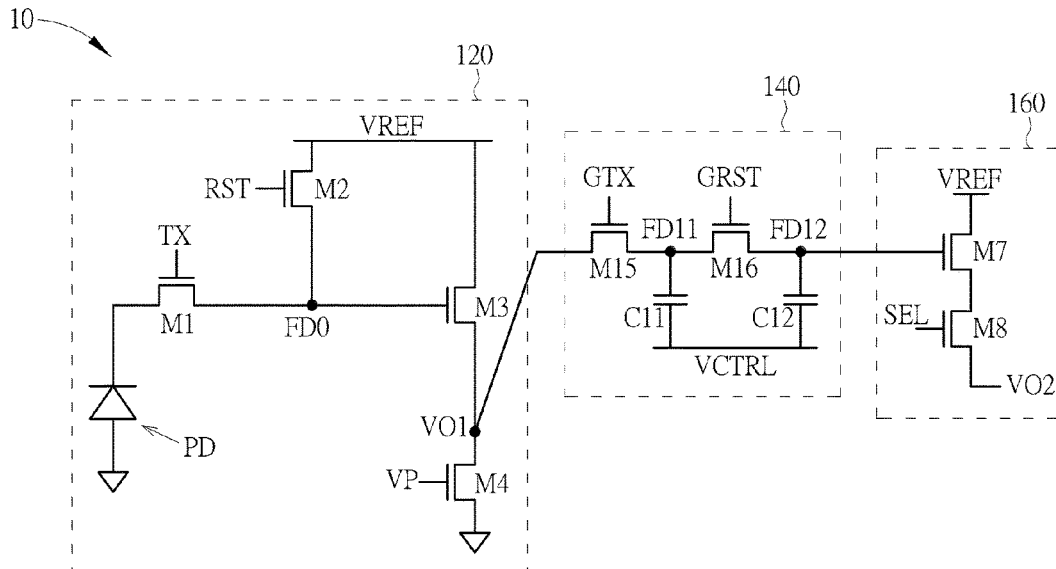 10
120
VREF
RST
M2
TX
M1
FD0
M3
PD
VO1
VP
M4
140
GTX
GRST
FD11
FD12
M15
M16
C11
C12
VCTRL
160
VREF
M7
SEL
M8
VO2